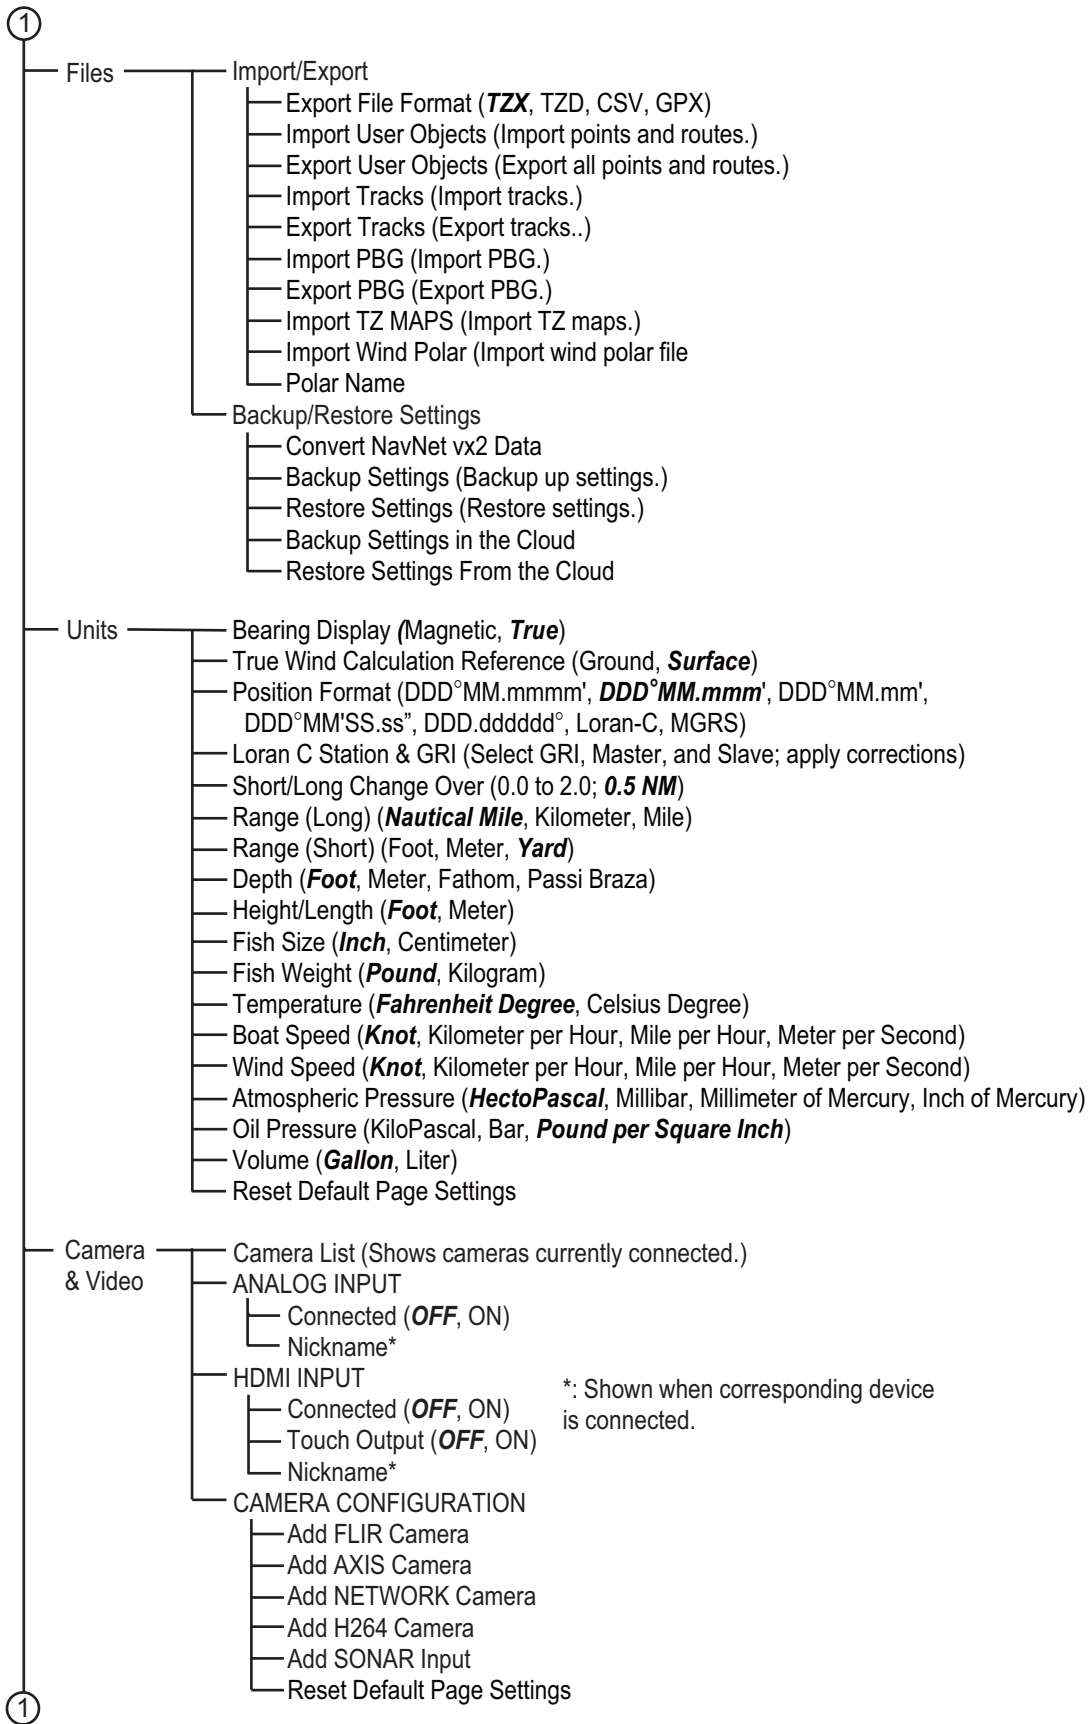 1
Files
Import/Export
Export File Format (TZX, TZD, CSV, GPX)
Import User Objects (Import points and routes.)
Export User Objects (Export all points and routes.)
Import Tracks (Import tracks.)
Export Tracks (Export tracks..)
Import PBG (Import PBG.)
Export PBG (Export PBG.)
Import TZ MAPS (Import TZ maps.)
Import Wind Polar (Import wind polar file
Polar Name
Backup/Restore Settings
Convert NavNet vx2 Data
Backup Settings (Backup up settings.)
Restore Settings (Restore settings.)
Backup Settings in the Cloud
Restore Settings From the Cloud
Units
Bearing Display (Magnetic, True)
True Wind Calculation Reference (Ground, Surface)
Position Format (DDD°MM.mmmm', DDD°MM.mmm', DDD°MM.mm',
DDD°MM'SS.ss”, DDD.dddddd°, Loran-C, MGRS)
Loran C Station & GRI (Select GRI, Master, and Slave; apply corrections)
Short/Long Change Over (0.0 to 2.0; 0.5 NM)
Range (Long) (Nautical Mile, Kilometer, Mile)
Range (Short) (Foot, Meter, Yard)
Depth (Foot, Meter, Fathom, Passi Braza)
Height/Length (Foot, Meter)
Fish Size (Inch, Centimeter)
Fish Weight (Pound, Kilogram)
Temperature (Fahrenheit Degree, Celsius Degree)
Boat Speed (Knot, Kilometer per Hour, Mile per Hour, Meter per Second)
Wind Speed (Knot, Kilometer per Hour, Mile per Hour, Meter per Second)
Atmospheric Pressure (HectoPascal, Millibar, Millimeter of Mercury, Inch of Mercury)
Oil Pressure (KiloPascal, Bar, Pound per Square Inch)
Volume (Gallon, Liter)
Reset Default Page Settings
Camera
& Video
Camera List (Shows cameras currently connected.)
ANALOG INPUT
Connected (OFF, ON)
Nickname*
HDMI INPUT
Connected (OFF, ON)
Touch Output (OFF, ON)
Nickname*
*: Shown when corresponding device
is connected.
CAMERA CONFIGURATION
Add FLIR Camera
Add AXIS Camera
Add NETWORK Camera
Add H264 Camera
Add SONAR Input
Reset Default Page Settings
1